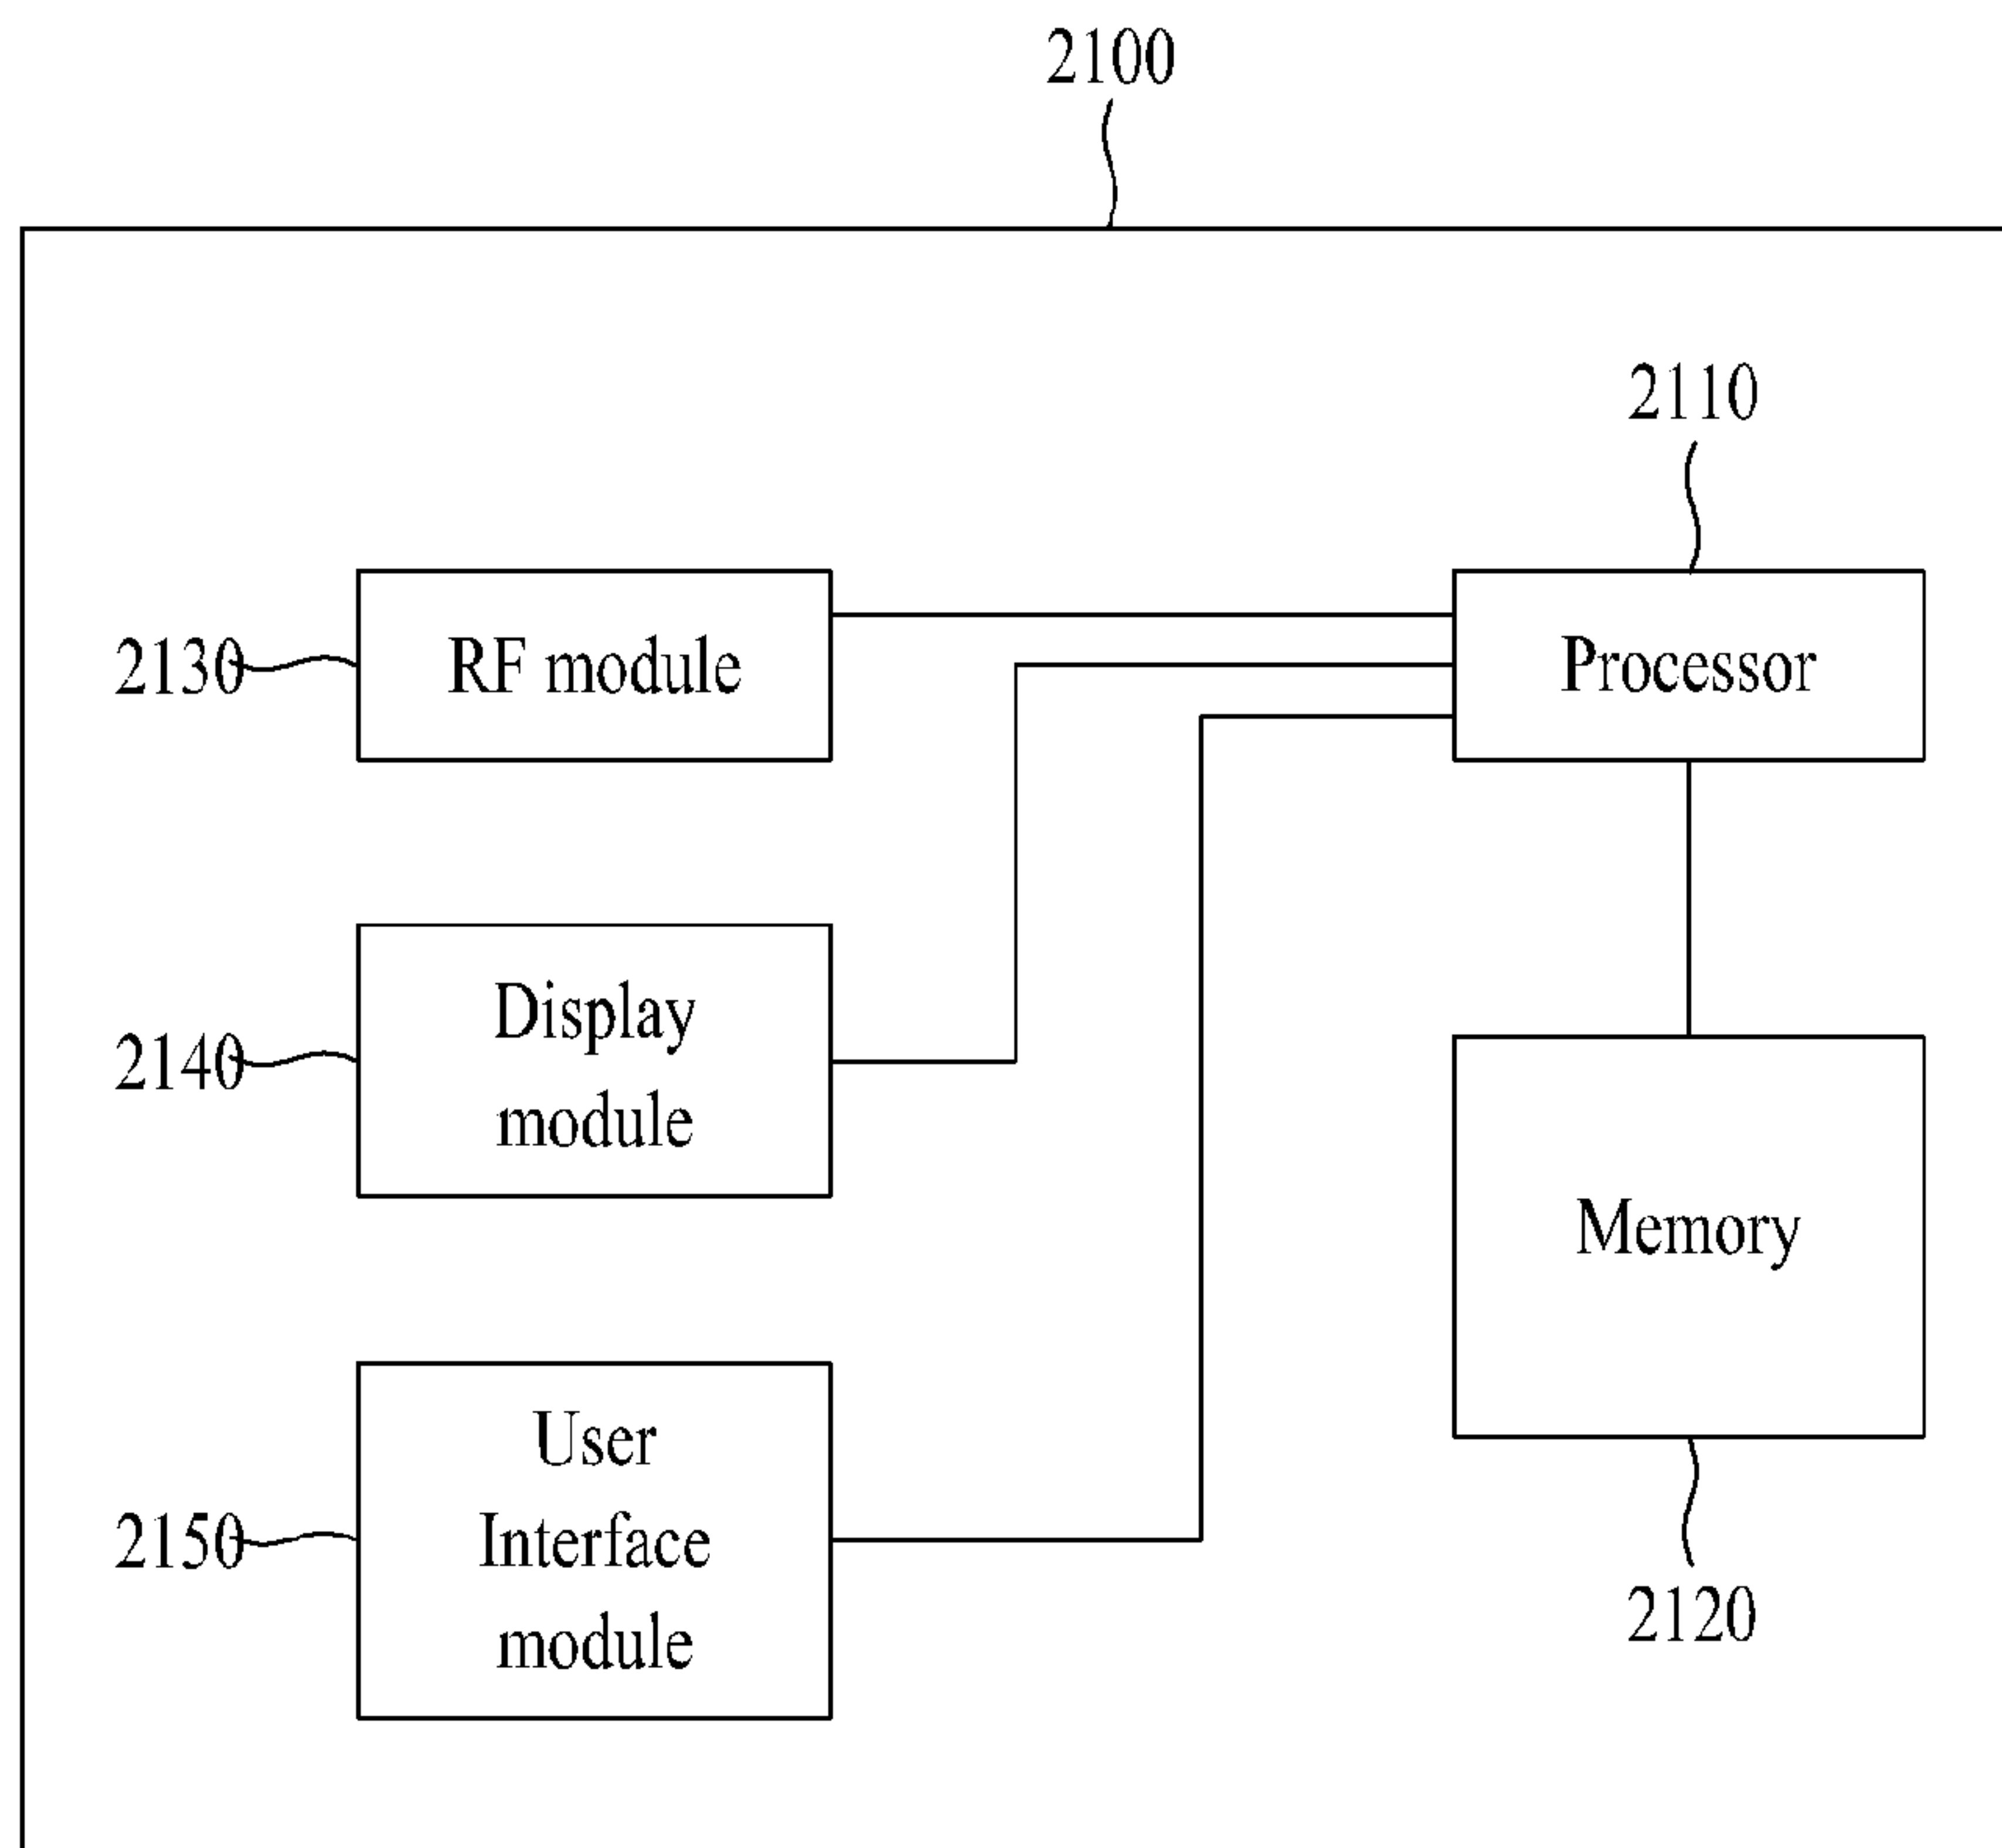 2100
2110
2130
RF module
Processor
2140
Display
module
Memory
2150
User
Interface
module
2120